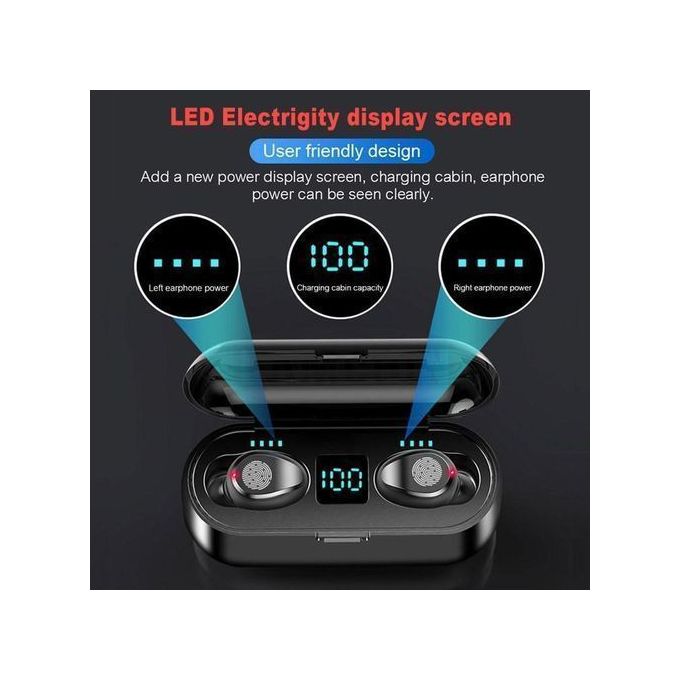 LED Electrigity display screen
User friendly design
Add a new power display screen, charging cabin, earphone
power can be seen clearly.
100
Left earphone power
Charging cabin capacity
Right earphone power
100